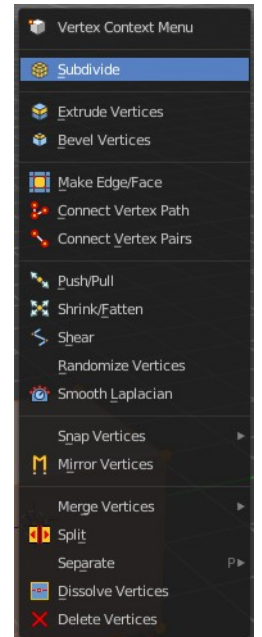 Vertex Context Menu
Subdivide
Extrude Vertices
Bevel Vertices
Make Edge/Face
Connect Vertex Path
Connect Vertex Pairs
Push/Pull
Shrink/Fatten
Shear
Randomize Vertices
Smooth Laplacian
Snap Vertices
Mirror Vertices
Merge Vertices
Split
Separate P
Dissolve Vertices
Delete Vertices